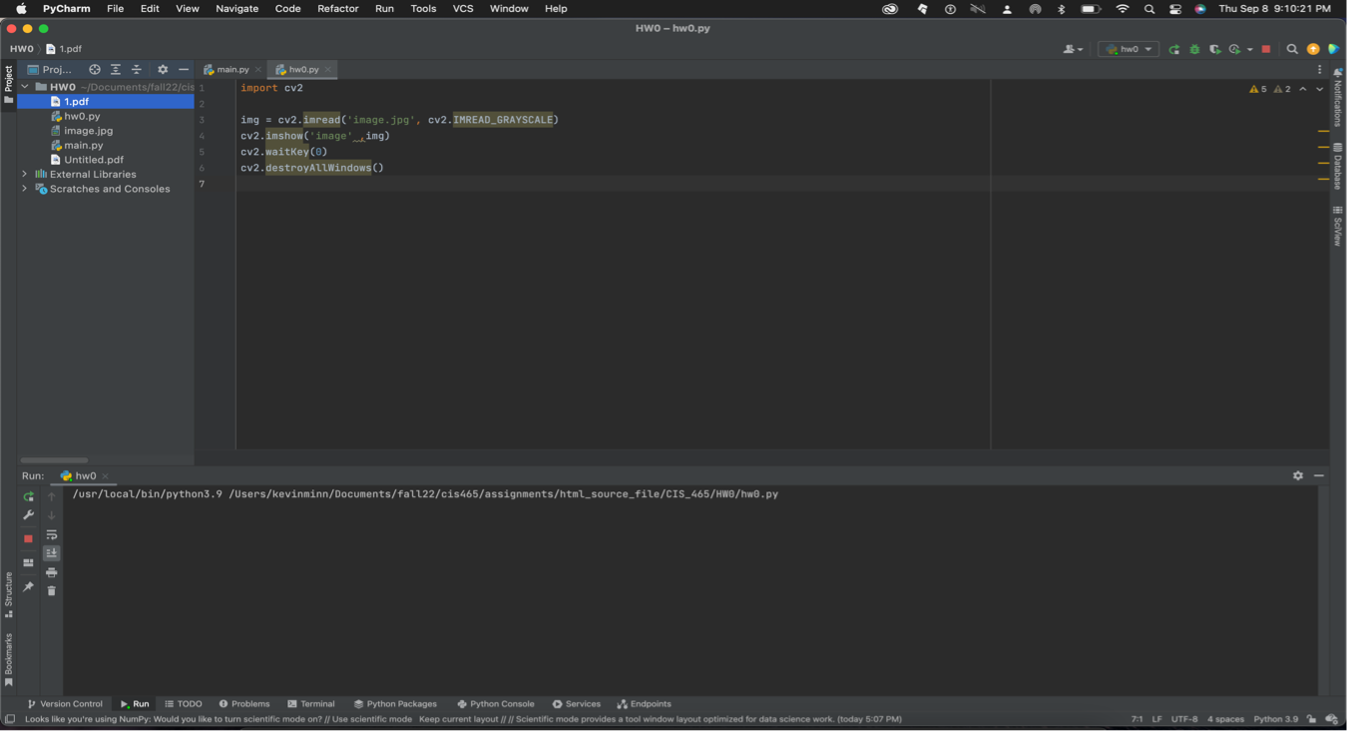 PyCharm File Edit View Navigate Code Refactor Run Tools VCS Window Help Thu Sep 8 9:10:21 PM
HW0 – hw0.py
HW0 1.pdf hw0
Project
Proj...
main.py
hw0.py
HW0 ~/Documents/fall22/cis
1.pdf
hw0.py
image.jpg
main.py
Untitled.pdf
External Libraries
Scratches and Consoles
1 import cv2
2
3 img = cv2.imread('image.jpg', cv2.IMREAD_GRAYSCALE)
4 cv2.imshow('image' ,img)
5 cv2.waitKey(0)
6 cv2.destroyAllWindows()
7
5 2
Notifications
Database
SciView
Run: hw0
/usr/local/bin/python3.9 /Users/kevinminn/Documents/fall22/cis465/assignments/html_source_file/CIS_465/HW0/hw0.py
Structure
Bookmarks
Version Control Run TODO Problems Terminal Python Packages Python Console Services Endpoints
Looks like you're using NumPy: Would you like to turn scientific mode on? // Use scientific mode Keep current layout // // Scientific mode provides a tool window layout optimized for data science work. (today 5:07 PM) 7:1 LF UTF-8 4 spaces Python 3.9